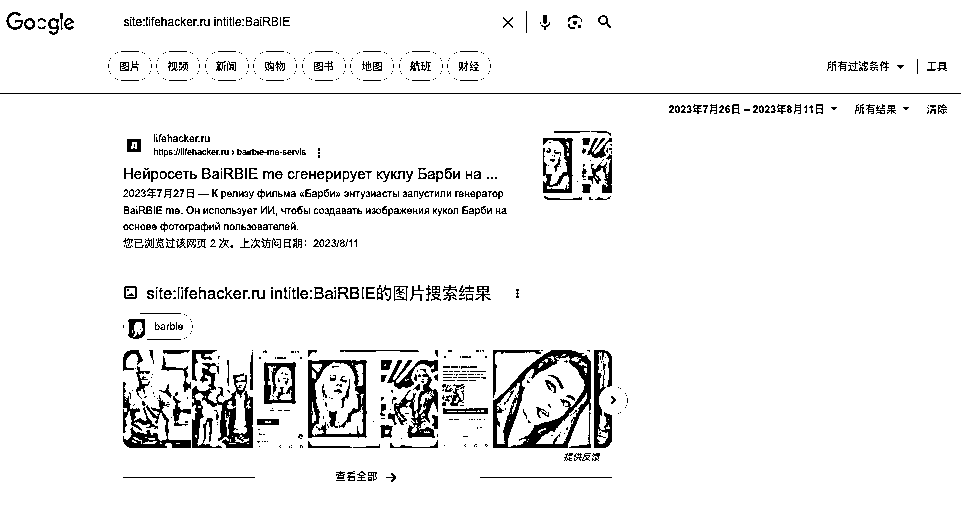 Google
site:lifehacker.ru intitle:BaiRBIE
图片 视频 新闻 购物 图书 地图 航班 财经
所有过滤条件 工具
2023年7月26日 – 2023年8月11日 所有结果 清除
lifehacker.ru
https://lifehacker.ru › bairbie-me-servis
Нейросеть BaiRBIE me сгенерирует куклу Барби на ...
2023年7月27日 — К релизу фильма «Барби» энтузиасты запустили генератор
BaiRBIE me. Он использует ИИ, чтобы создавать изображения кукол Барби на
основе фотографий пользователей.
您已浏览过该网页 2 次。上次访问日期：2023/8/11
site:lifehacker.ru intitle:BaiRBIE的图片搜索结果
barbie
提供反馈
查看全部